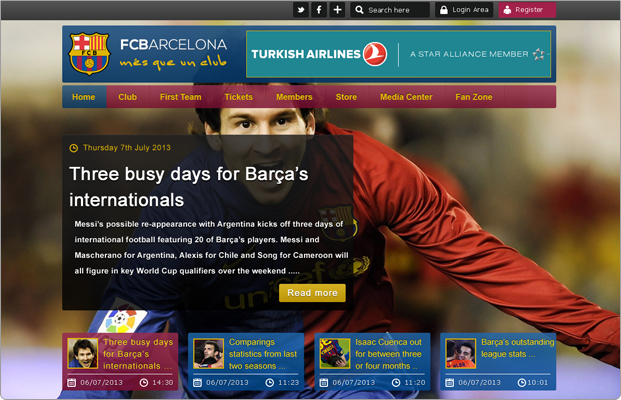 Search here
Login Area
Register
FCB
FCBARCELONA
més que un club
TURKISH AIRLINES
A STAR ALLIANCE MEMBER
Home
Club
First Team
Tickets
Members
Store
Media Center
Fan Zone
Thursday 7th July 2013
Three busy days for Barça’s
internationals
Messi's possible re-appearance with Argentina kicks off three days of
international football featuring 20 of Barça's players. Messi and
Mascherano for Argentina, Alexis for Chile and Song for Cameroon will
all figure in key World Cup qualifiers over the weekend .....
unicef
Read more
Three busy days
for Barça’s
internationals ...
06/07/2013
14:30
Comparings
statistics from last
two seasons ...
06/07/2013
11:23
Isaac Cuenca out
for between three
or four months ..
06/07/2013
11:20
Barça's outstanding
league stats ...
06/07/2013
10:01